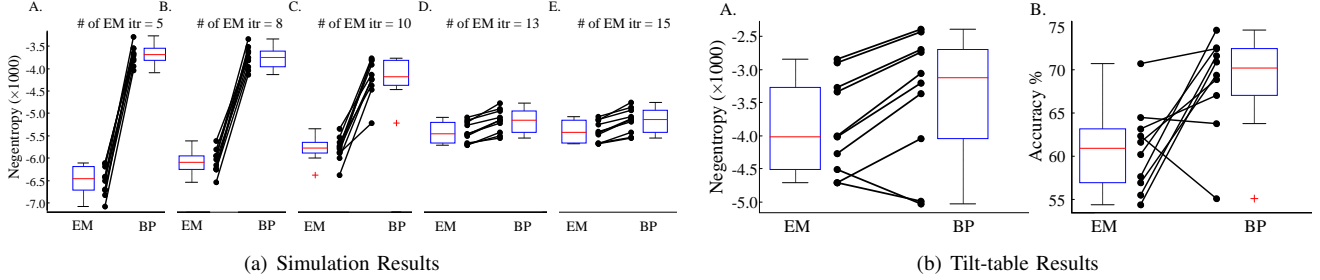 A. B. C. D. E.
# of EM itr = 5 # of EM itr = 8 # of EM itr = 10 # of EM itr = 13 # of EM itr = 15
Negentropy (×1000)
-3.5
-4.0
-4.5
-5.0
-5.5
-6.0
-6.5
-7.0
EM BP EM BP EM BP EM BP EM BP
(a) Simulation Results
A.
Negentropy (×1000)
-2.5
-3.0
-3.5
-4.0
-4.5
-5.0
EM BP
B.
Accuracy %
75
70
65
60
55
EM BP
(b) Tilt-table Results